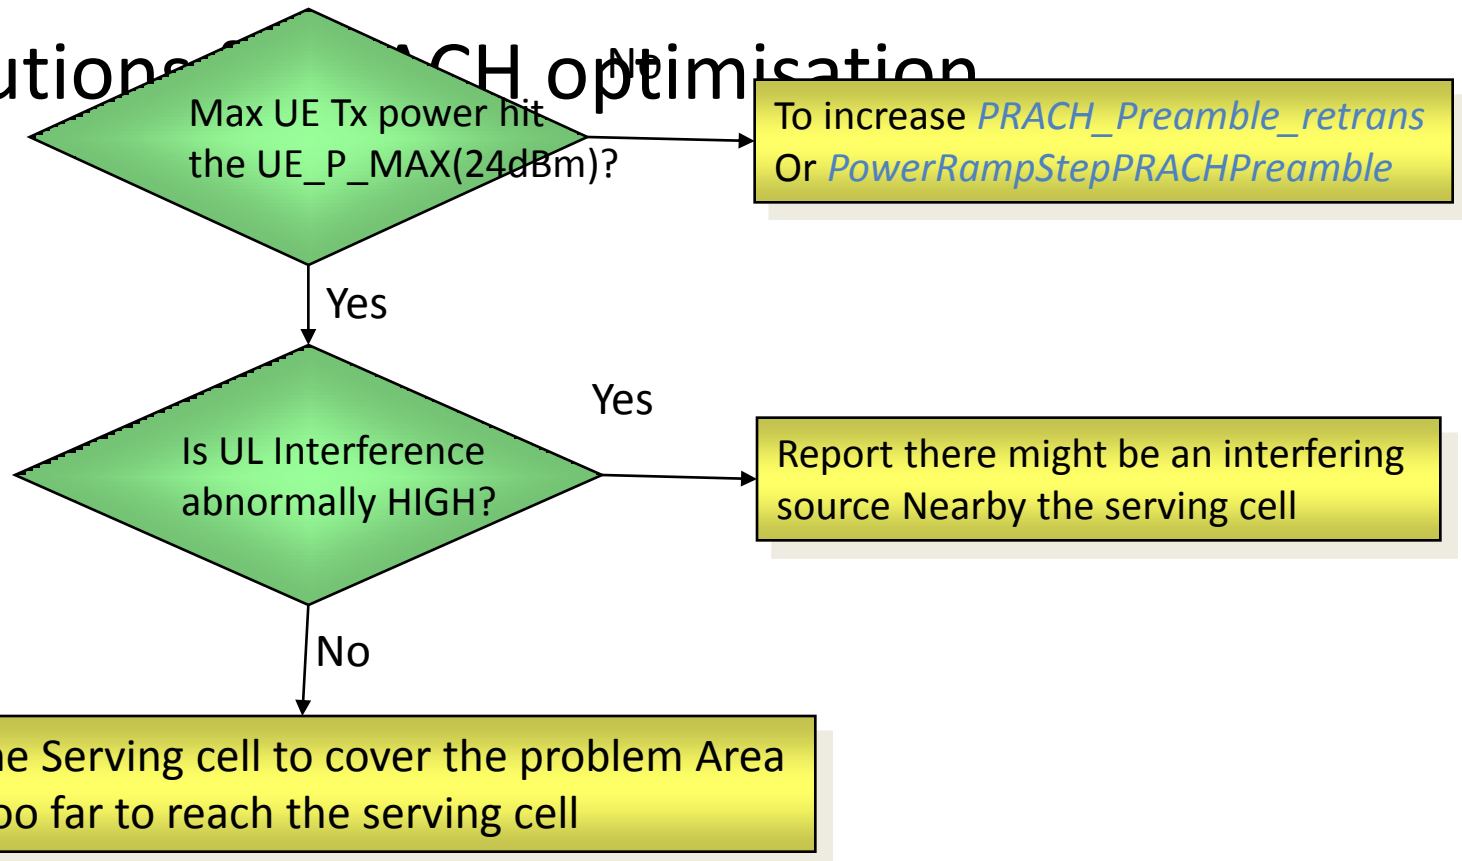 optimisation
No
Max UE Tx power hit
the UE_P_MAX(24dBm)?
To increase PRACH_Preamble_retrans
Or PowerRampStepPRACHPreamble
Yes
Is UL Interference
abnormally HIGH?
Yes
Report there might be an interfering
source Nearby the serving cell
No
Serving cell to cover the problem Area
far to reach the serving cell